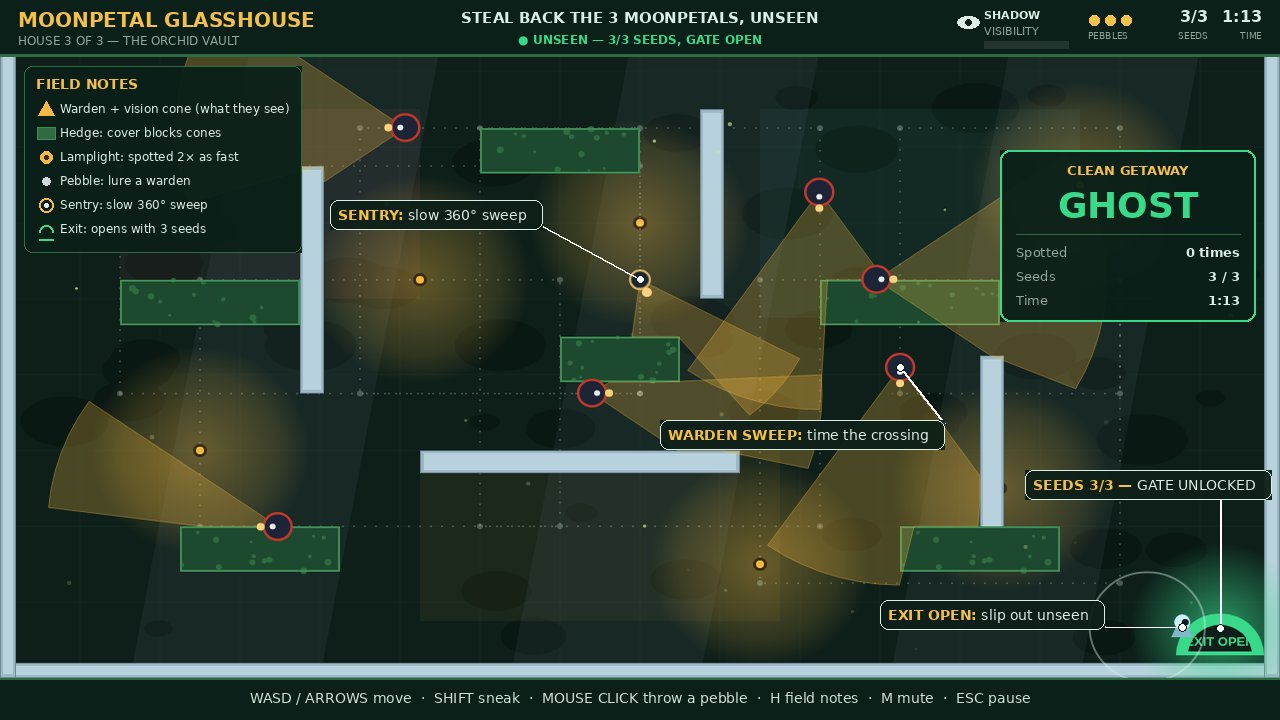 MOONPETAL GLASSHOUSE
HOUSE 3 OF 3 — THE ORCHID VAULT
STEAL BACK THE 3 MOONPETALS, UNSEEN
● UNSEEN — 3/3 SEEDS, GATE OPEN
SHADOW
VISIBILITY
PEBBLES
3/3
SEEDS
1:13
TIME
FIELD NOTES
Warden + vision cone (what they see)
Hedge: cover blocks cones
Lamplight: spotted 2× as fast
Pebble: lure a warden
Sentry: slow 360° sweep
Exit: opens with 3 seeds
SENTRY: slow 360° sweep
CLEAN GETAWAY
GHOST
Spotted 0 times
Seeds 3 / 3
Time 1:13
WARDEN SWEEP: time the crossing
SEEDS 3/3 — GATE UNLOCKED
EXIT OPEN: slip out unseen
EXIT OPEN
WASD / ARROWS move · SHIFT sneak · MOUSE CLICK throw a pebble · H field notes · M mute · ESC pause